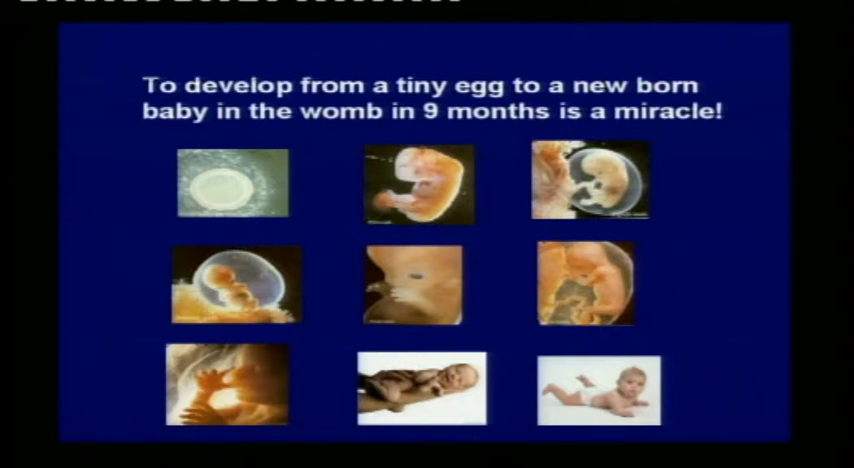 To develop from a tiny egg to a new born
baby in the womb in 9 months is a miracle!